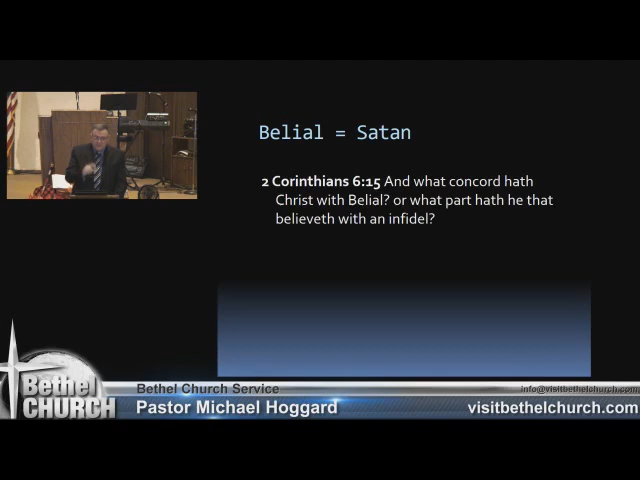 Belial = Satan
2 Corinthians 6:15 And what concord hath
Christ with Belial? or what part hath he that
believeth with an infidel?
Bethel
CHURCH
Bethel Church Service
info@visitbethelchurch.com
Pastor Michael Hoggard
visitbethelchurch.com